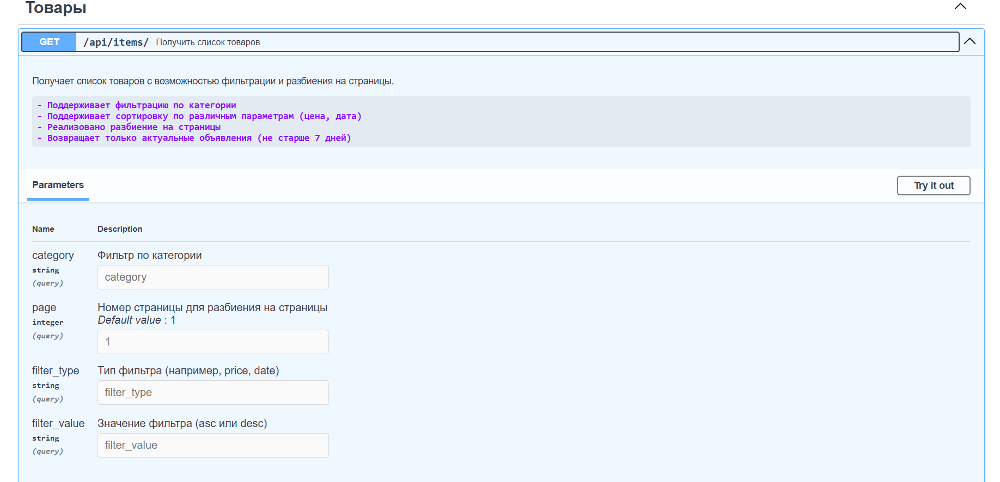 Товары
GET /api/items/ Получить список товаров
Получает список товаров с возможностью фильтрации и разбиения на страницы.
- Поддерживает фильтрацию по категории
- Поддерживает сортировку по различным параметрам (цена, дата)
- Реализовано разбиение на страницы
- Возвращает только актуальные объявления (не старше 7 дней)
Parameters
Try it out
Name Description
category Фильтр по категории
string
(query)
category
page Номер страницы для разбиения на страницы
integer Default value : 1
(query)
1
filter_type Тип фильтра (например, price, date)
string
(query)
filter_type
filter_value Значение фильтра (asc или desc)
string
(query)
filter_value